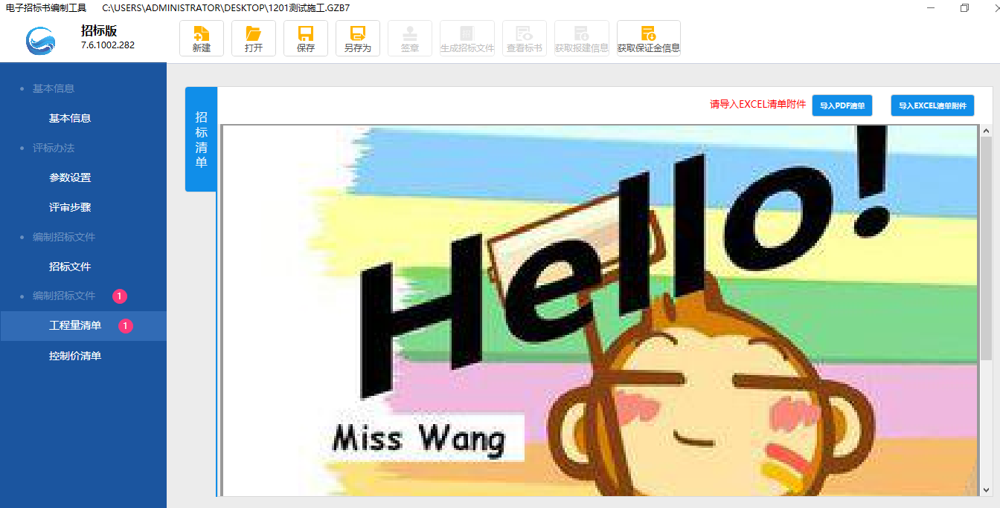 电子招标书编制工具 C:\USERS\ADMINISTRATOR\DESKTOP\1201测试施工.GZB7
招标版
7.6.1002.282
新建
打开
保存
另存为
签章
生成招标文件
查看标书
获取报建信息
获取保证金信息
基本信息
基本信息
评标办法
参数设置
评审步骤
编制招标文件
招标文件
编制招标文件 1
工程量清单 1
控制价清单
招标清单
请导入EXCEL清单附件 导入PDF清单 导入EXCEL清单附件
Hello!
Miss Wang